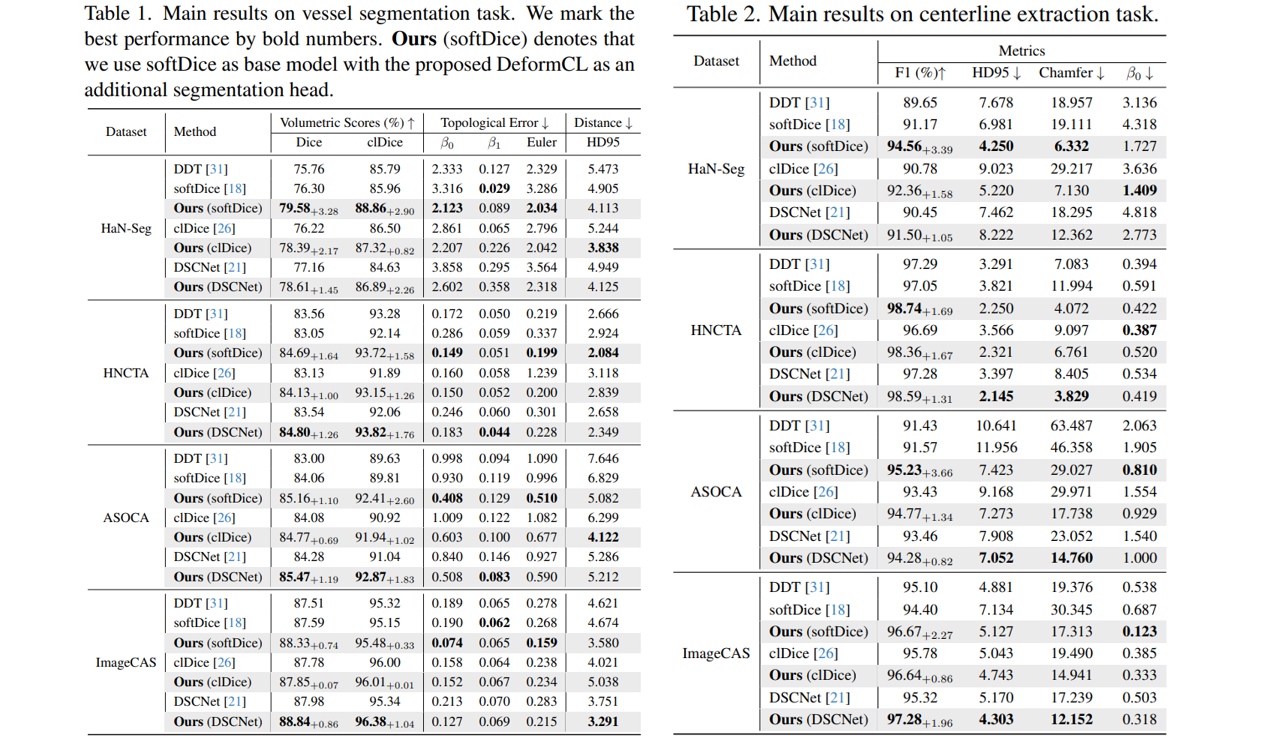 Table 1. Main results on vessel segmentation task. We mark the
best performance by bold numbers. Ours (softDice) denotes that
we use softDice as base model with the proposed DeformCL as an
additional segmentation head.
Dataset Method Volumetric Scores (%) ↑ Topological Error ↓ Distance ↓
Dice clDice β0 β1 Euler HD95
HaN-Seg
DDT [31] 75.76 85.79 2.333 0.127 2.329 5.473
softDice [18] 76.30 85.96 3.316 0.029 3.286 4.905
Ours (softDice) 79.58+3.28 88.86+2.90 2.123 0.089 2.034 4.113
clDice [26] 76.22 86.50 2.861 0.065 2.796 5.244
Ours (clDice) 78.39+2.17 87.32+0.82 2.207 0.226 2.042 3.838
DSCNet [21] 77.16 84.63 3.858 0.295 3.564 4.949
Ours (DSCNet) 78.61+1.45 86.89+2.26 2.602 0.358 2.318 4.125
HNCTA
DDT [31] 83.56 93.28 0.172 0.050 0.219 2.666
softDice [18] 83.05 92.14 0.286 0.059 0.337 2.924
Ours (softDice) 84.69+1.64 93.72+1.58 0.149 0.051 0.199 2.084
clDice [26] 83.13 91.89 0.160 0.058 1.239 3.118
Ours (clDice) 84.13+1.00 93.15+1.26 0.150 0.052 0.200 2.839
DSCNet [21] 83.54 92.06 0.246 0.060 0.301 2.658
Ours (DSCNet) 84.80+1.26 93.82+1.76 0.183 0.044 0.228 2.349
ASOCA
DDT [31] 83.00 89.63 0.998 0.094 1.090 7.646
softDice [18] 84.06 89.81 0.930 0.119 0.996 6.829
Ours (softDice) 85.16+1.10 92.41+2.60 0.408 0.129 0.510 5.082
clDice [26] 84.08 90.92 1.009 0.122 1.082 6.299
Ours (clDice) 84.77+0.69 91.94+1.02 0.603 0.100 0.677 4.122
DSCNet [21] 84.28 91.04 0.840 0.146 0.927 5.286
Ours (DSCNet) 85.47+1.19 92.87+1.83 0.508 0.083 0.590 5.212
ImageCAS
DDT [31] 87.51 95.32 0.189 0.065 0.278 4.621
softDice [18] 87.59 95.15 0.190 0.062 0.268 4.674
Ours (softDice) 88.33+0.74 95.48+0.33 0.074 0.065 0.159 3.580
clDice [26] 87.78 96.00 0.158 0.064 0.238 4.021
Ours (clDice) 87.85+0.07 96.01+0.01 0.152 0.067 0.234 5.038
DSCNet [21] 87.98 95.34 0.213 0.070 0.283 3.751
Ours (DSCNet) 88.84+0.86 96.38+1.04 0.127 0.069 0.215 3.291
Table 2. Main results on centerline extraction task.
Dataset Method Metrics
F1 (%)↑ HD95 ↓ Chamfer ↓ β0 ↓
HaN-Seg
DDT [31] 89.65 7.678 18.957 3.136
softDice [18] 91.17 6.981 19.111 4.318
Ours (softDice) 94.56+3.39 4.250 6.332 1.727
clDice [26] 90.78 9.023 29.217 3.636
Ours (clDice) 92.36+1.58 5.220 7.130 1.409
DSCNet [21] 90.45 7.462 18.295 4.818
Ours (DSCNet) 91.50+1.05 8.222 12.362 2.773
HNCTA
DDT [31] 97.29 3.291 7.083 0.394
softDice [18] 97.05 3.821 11.994 0.591
Ours (softDice) 98.74+1.69 2.250 4.072 0.422
clDice [26] 96.69 3.566 9.097 0.387
Ours (clDice) 98.36+1.67 2.321 6.761 0.520
DSCNet [21] 97.28 3.397 8.405 0.534
Ours (DSCNet) 98.59+1.31 2.145 3.829 0.419
ASOCA
DDT [31] 91.43 10.641 63.487 2.063
softDice [18] 91.57 11.956 46.358 1.905
Ours (softDice) 95.23+3.66 7.423 29.027 0.810
clDice [26] 93.43 9.168 29.971 1.554
Ours (clDice) 94.77+1.34 7.273 17.738 0.929
DSCNet [21] 93.46 7.908 23.052 1.540
Ours (DSCNet) 94.28+0.82 7.052 14.760 1.000
ImageCAS
DDT [31] 95.10 4.881 19.376 0.538
softDice [18] 94.40 7.134 30.345 0.687
Ours (softDice) 96.67+2.27 5.127 17.313 0.123
clDice [26] 95.78 5.043 19.490 0.385
Ours (clDice) 96.64+0.86 4.743 14.941 0.333
DSCNet [21] 95.32 5.170 17.239 0.503
Ours (DSCNet) 97.28+1.96 4.303 12.152 0.318